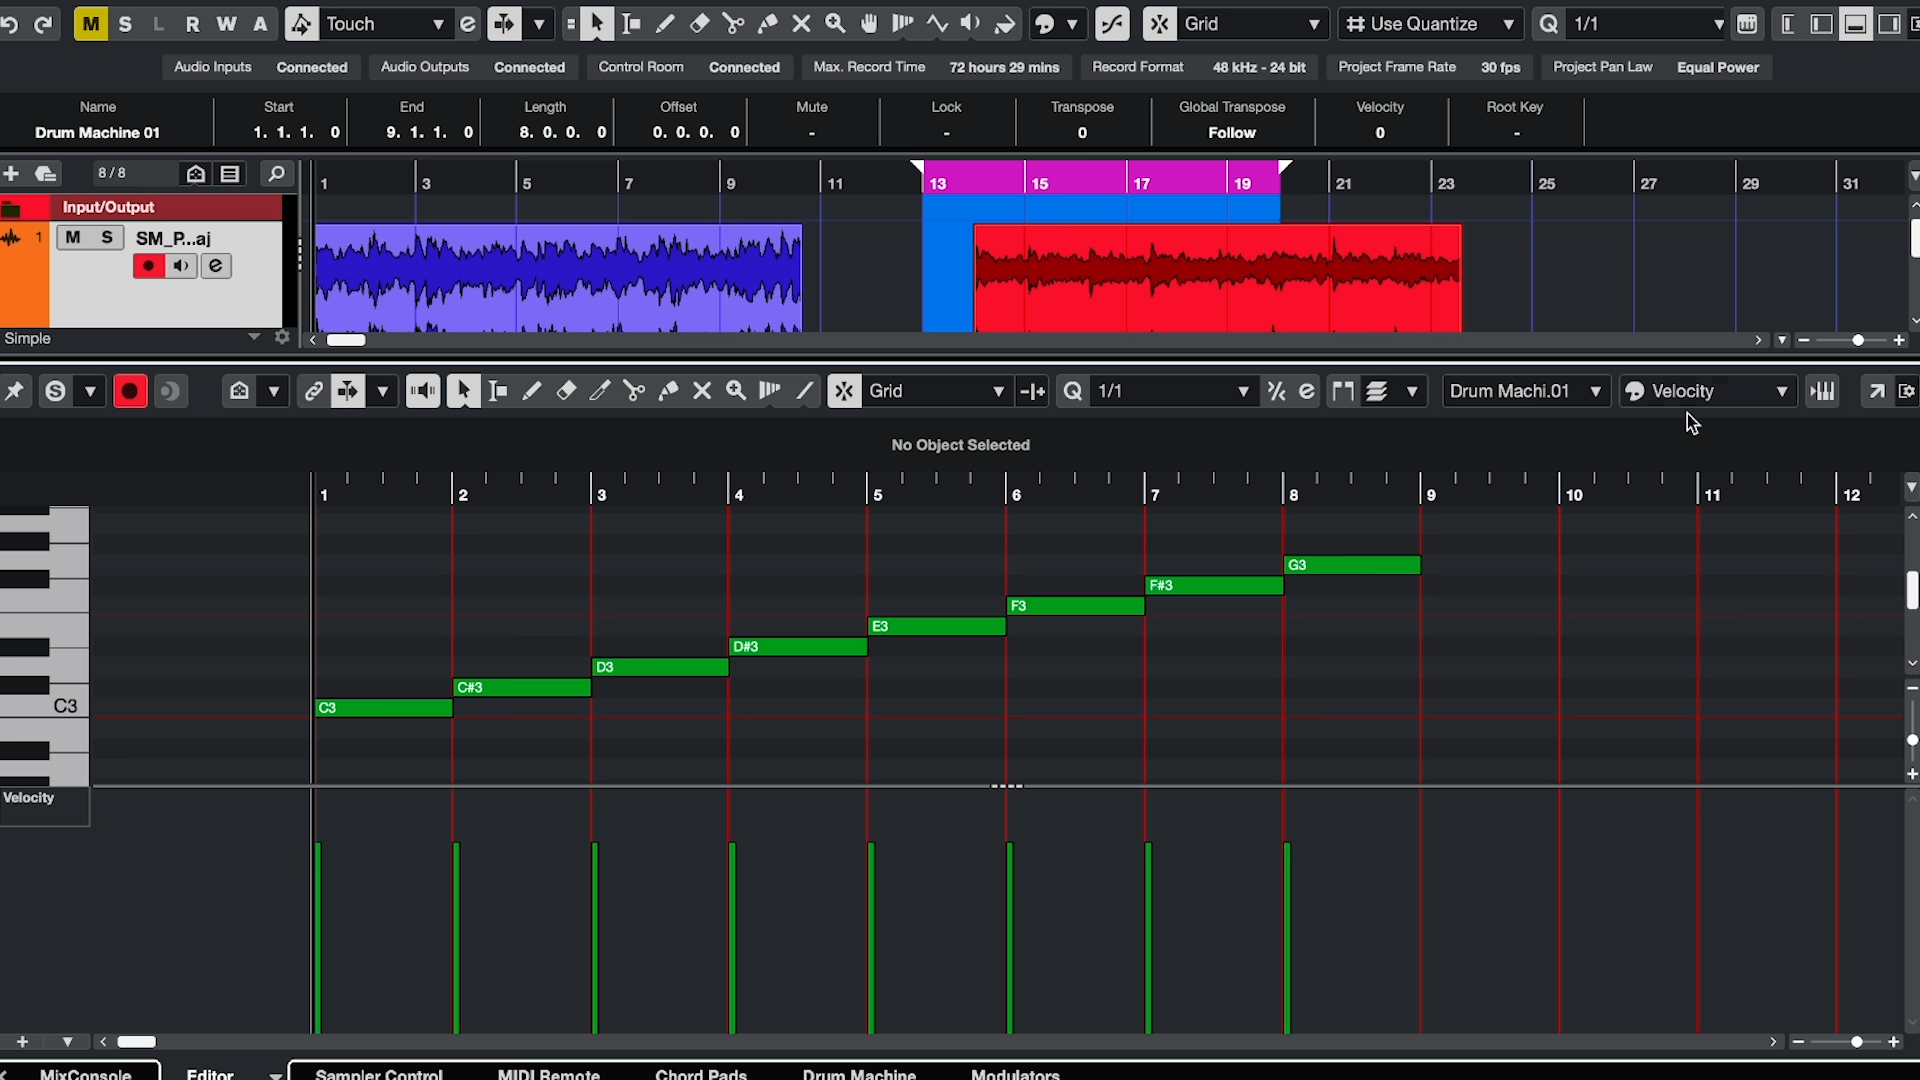 M S L R W A Touch e Grid Use Quantize Q 1/1
Audio Inputs Connected Audio Outputs Connected Control Room Connected Max. Record Time 72 hours 29 mins Record Format 48 kHz - 24 bit Project Frame Rate 30 fps Project Pan Law Equal Power
Name Start End Length Offset Mute Lock Transpose Global Transpose Velocity Root Key
Drum Machine 01 1. 1. 1. 0 9. 1. 1. 0 8. 0. 0. 0 0. 0. 0. 0 - - 0 Follow 0 -
8 / 8 1 3 5 7 9 11 13 15 17 19 21 23 25 27 29 31
Input/Output
1 M S SM_P...aj
e
Simple
S Grid Q 1/1 e Drum Machi.01 Velocity
No Object Selected
1 2 3 4 5 6 7 8 9 10 11 12
G3
F#3
F3
E3
D#3
D3
C#3
C3 C3
Velocity
MixConsole Editor Sampler Control MIDI Remote Chord Pads Drum Machine Modulators